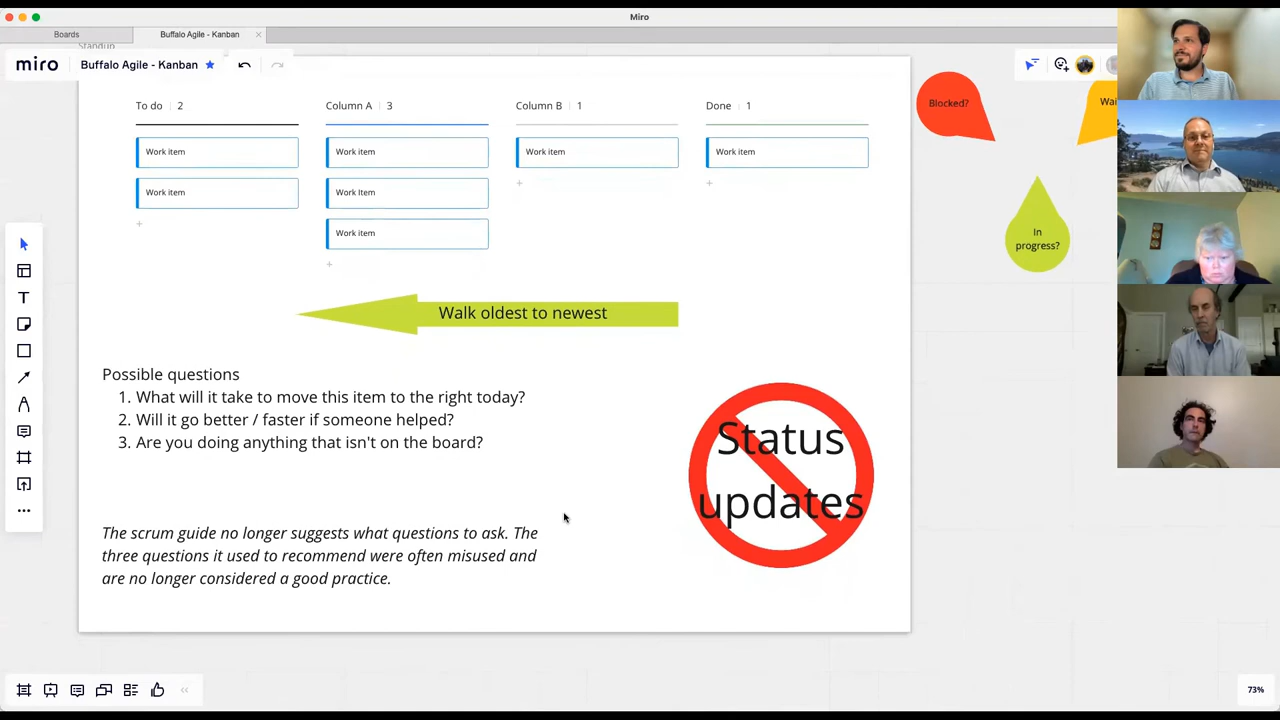 Miro
Boards
Buffalo Agile - Kanban
Standup
miro
Buffalo Agile - Kanban
To do 2
Column A 3
Column B 1
Done 1
Work item
Work item
Work item
Work item
Work item
Work Item
Work item
Blocked?
In
progress?
Walk oldest to newest
Possible questions
1. What will it take to move this item to the right today?
2. Will it go better / faster if someone helped?
3. Are you doing anything that isn't on the board?
Status
updates
The scrum guide no longer suggests what questions to ask. The
three questions it used to recommend were often misused and
are no longer considered a good practice.
73%